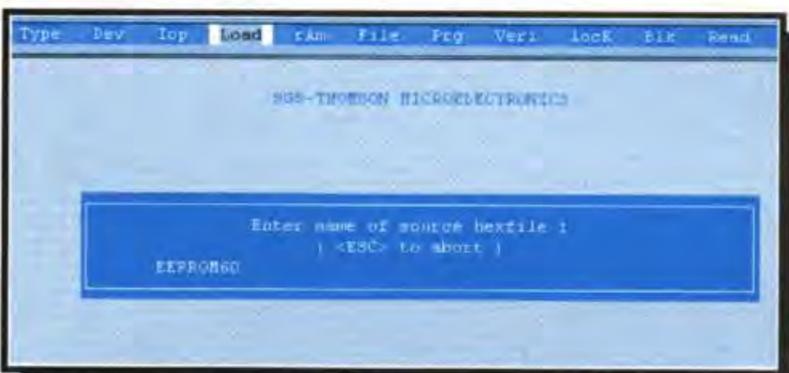 Type Dev Iop Load rAm File Prg Veri locK Blk Read
SGS-THOMSON MICROELECTRONICS
Enter name of source hexfile :
( <ESC> to abort )
EEPROM60